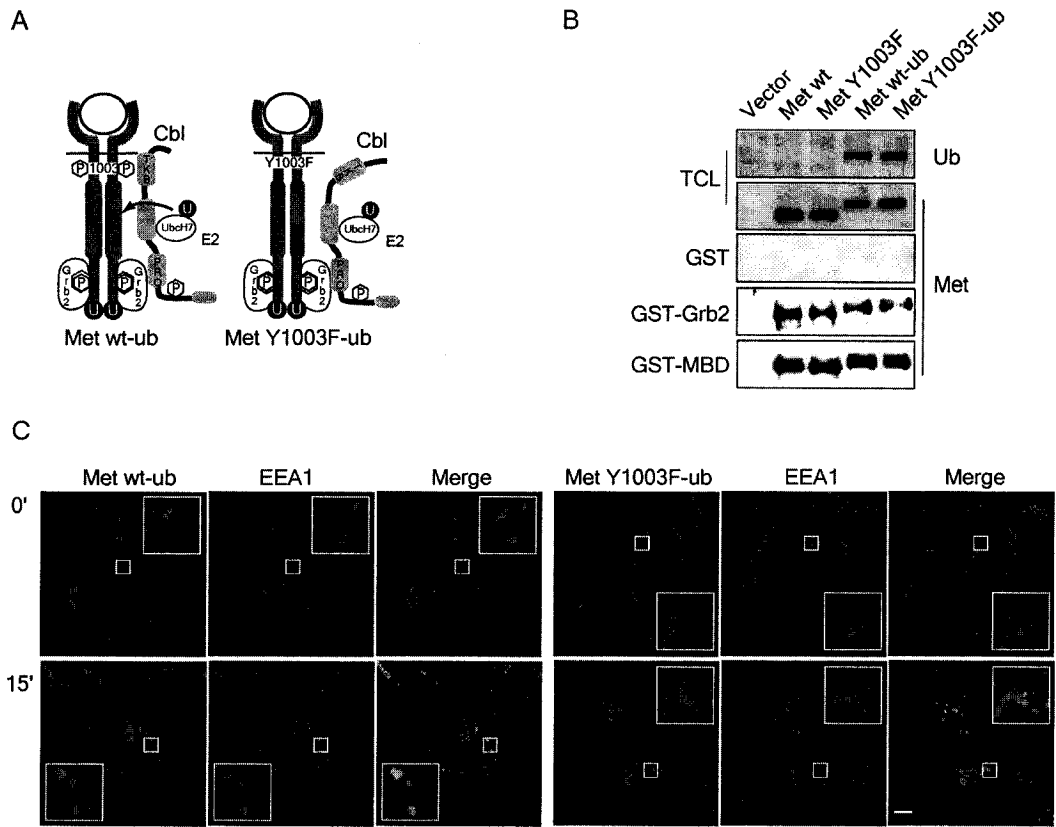 A
Cbl
P 1003 P
TKB
U
UbcH7
E2
Grb2
P
P
Grb2
P
U U
Met wt-ub
Cbl
Y1003F
U
UbcH7
E2
Grb2
P
P
Grb2
P
U U
Met Y1003F-ub
B
Vector
Met wt
Met Y1003F
Met wt-ub
Met Y1003F-ub
TCL
Ub
GST
Met
GST-Grb2
GST-MBD
C
Met wt-ub EEA1 Merge Met Y1003F-ub EEA1 Merge
0'
15'